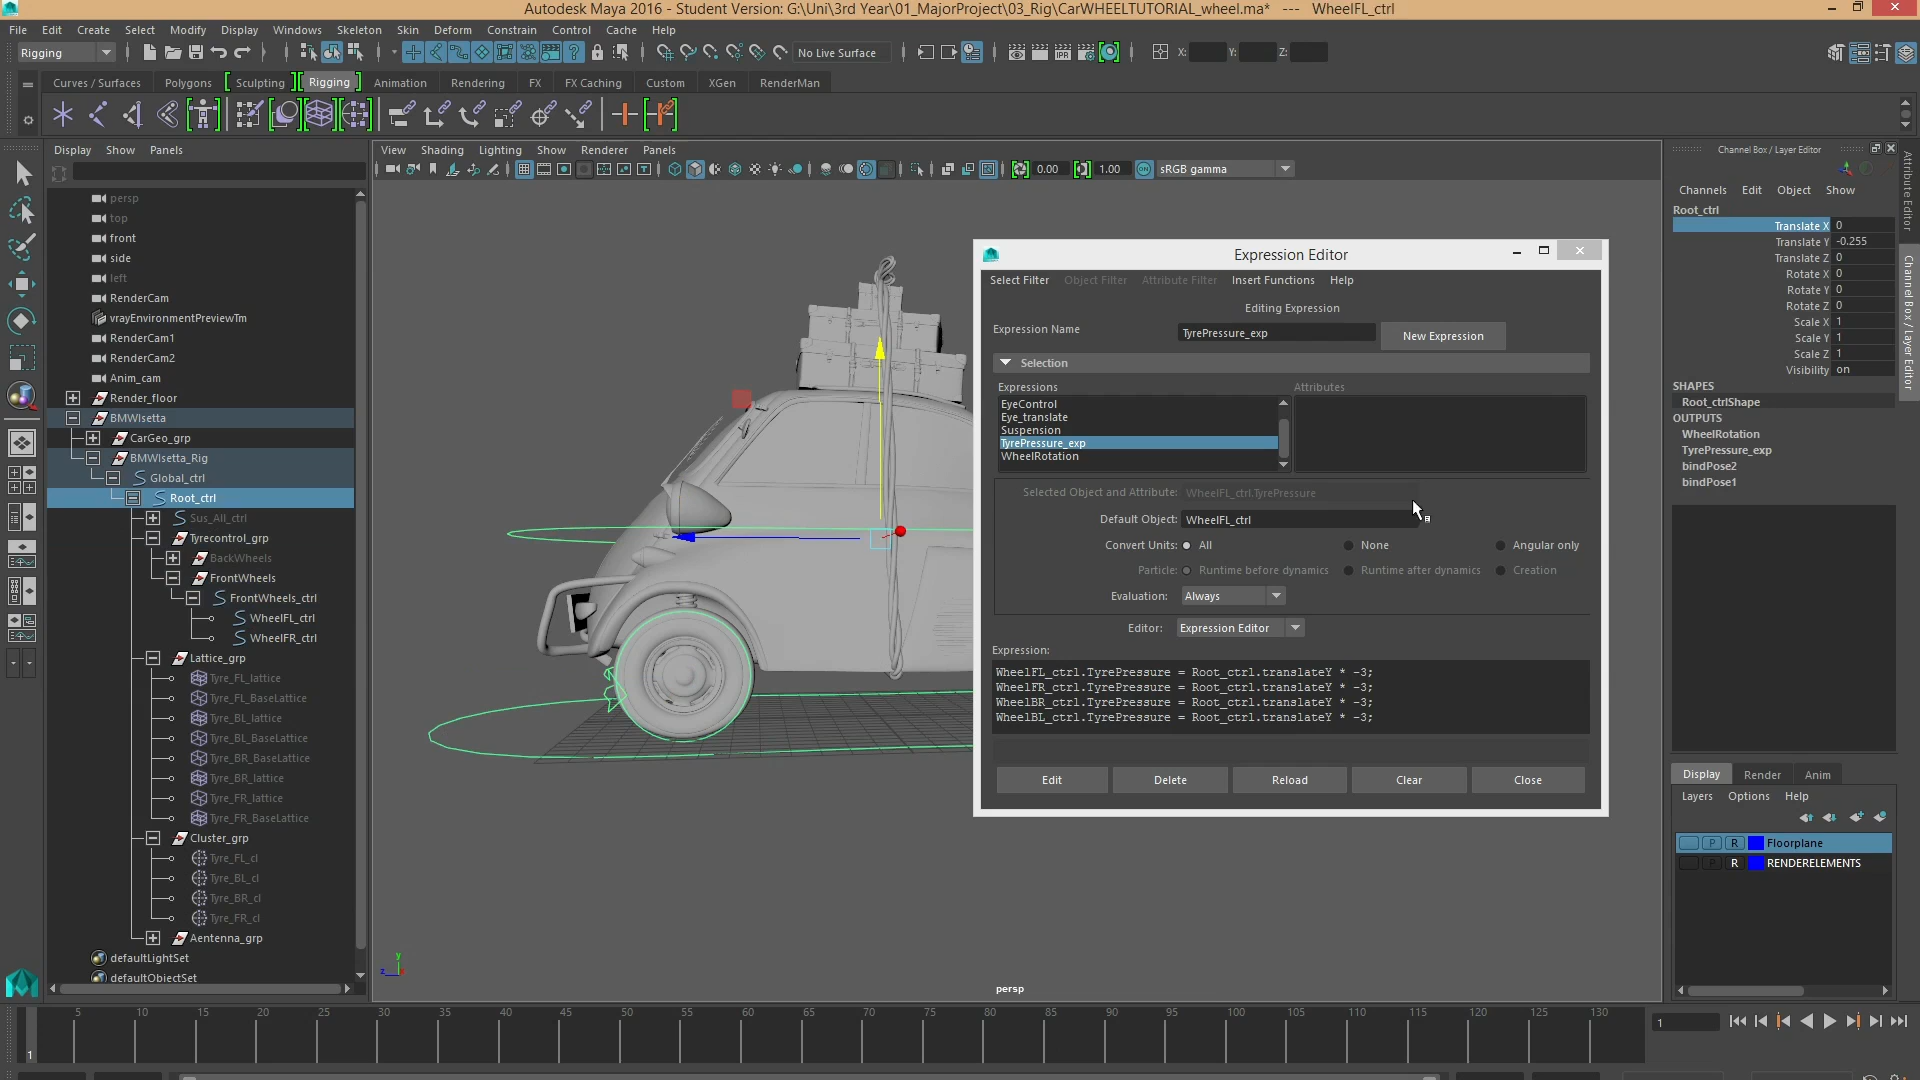 Autodesk Maya 2016 - Student Version: G:\Uni\3rd Year\01_MajorProject\03_Rig\CarWHEELTUTORIAL_wheel.ma* --- WheelFL_ctrl
File Edit Create Select Modify Display Windows Skeleton Skin Deform Constrain Control Cache Help
Rigging
No Live Surface
X: Y: Z:
Curves / Surfaces Polygons Sculpting Rigging Animation Rendering FX FX Caching Custom XGen RenderMan
Display Show Panels
View Shading Lighting Show Renderer Panels
0.00 1.00 sRGB gamma
persp
top
front
side
left
RenderCam
vrayEnvironmentPreviewTm
RenderCam1
RenderCam2
Anim_cam
Render_floor
BMWIsetta
CarGeo_grp
BMWIsetta_Rig
Global_ctrl
Root_ctrl
Sus_All_ctrl
Tyrecontrol_grp
BackWheels
FrontWheels
FrontWheels_ctrl
WheelFL_ctrl
WheelFR_ctrl
Lattice_grp
Tyre_FL_lattice
Tyre_FL_BaseLattice
Tyre_BL_lattice
Tyre_BL_BaseLattice
Tyre_BR_BaseLattice
Tyre_BR_lattice
Tyre_FR_lattice
Tyre_FR_BaseLattice
Cluster_grp
Tyre_FL_cl
Tyre_BL_cl
Tyre_BR_cl
Tyre_FR_cl
Aentenna_grp
defaultLightSet
defaultObjectSet
persp
Expression Editor
Select Filter Object Filter Attribute Filter Insert Functions Help
Editing Expression
Expression Name TyrePressure_exp New Expression
Selection
Expressions Attributes
EyeControl
Eye_translate
Suspension
TyrePressure_exp
WheelRotation
Selected Object and Attribute: WheelFL_ctrl.TyrePressure
Default Object: WheelFL_ctrl
Convert Units: All None Angular only
Particle: Runtime before dynamics Runtime after dynamics Creation
Evaluation: Always
Editor: Expression Editor
Expression:
WheelFL_ctrl.TyrePressure = Root_ctrl.translateY * -3;
WheelFR_ctrl.TyrePressure = Root_ctrl.translateY * -3;
WheelBR_ctrl.TyrePressure = Root_ctrl.translateY * -3;
WheelBL_ctrl.TyrePressure = Root_ctrl.translateY * -3;
Edit Delete Reload Clear Close
Channel Box / Layer Editor
Channels Edit Object Show
Root_ctrl
Translate X 0
Translate Y -0.255
Translate Z 0
Rotate X 0
Rotate Y 0
Rotate Z 0
Scale X 1
Scale Y 1
Scale Z 1
Visibility on
SHAPES
Root_ctrlShape
OUTPUTS
WheelRotation
TyrePressure_exp
bindPose2
bindPose1
Attribute Editor
Channel Box / Layer Editor
Display Render Anim
Layers Options Help
P R Floorplane
P R RENDERELEMENTS
5 10 15 20 25 30 35 40 45 50 55 60 65 70 75 80 85 90 95 100 105 110 115 120 125 130
1
1